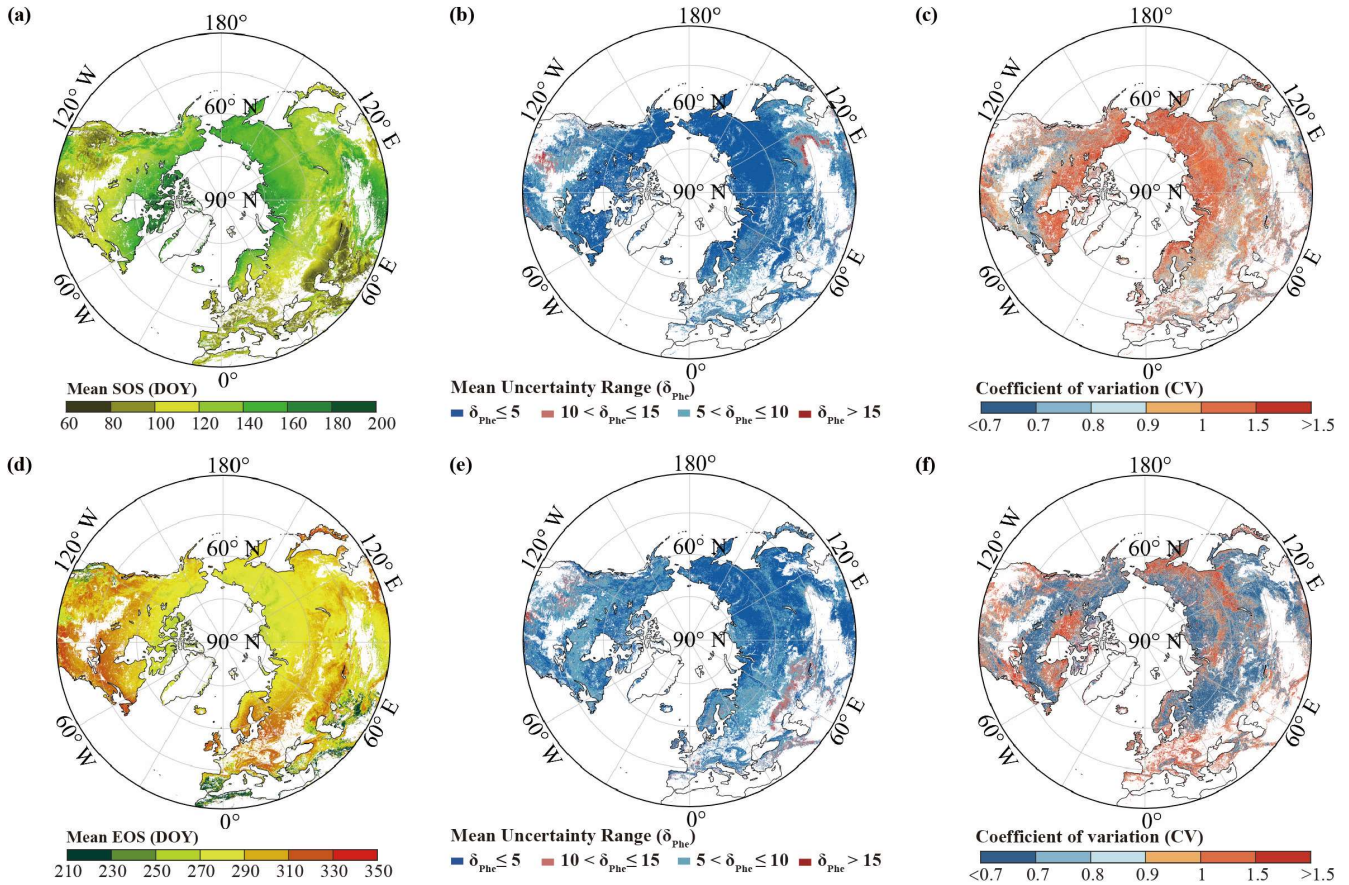 (a)
180°
120° W
60° N
120° E
90° N
60° W
60° E
0°
Mean SOS (DOY)
60 80 100 120 140 160 180 200
(b)
180°
120° W
60° N
120° E
90° N
60° W
60° E
0°
Mean Uncertainty Range (δPhe)
δPhe ≤ 5 10 < δPhe ≤ 15 5 < δPhe ≤ 10 δPhe > 15
(c)
180°
120° W
60° N
120° E
90° N
60° W
60° E
0°
Coefficient of variation (CV)
<0.7 0.7 0.8 0.9 1 1.5 >1.5
(d)
180°
120° W
60° N
120° E
90° N
60° W
60° E
0°
Mean EOS (DOY)
210 230 250 270 290 310 330 350
(e)
180°
120° W
60° N
120° E
90° N
60° W
60° E
0°
Mean Uncertainty Range (δPhe)
δPhe ≤ 5 10 < δPhe ≤ 15 5 < δPhe ≤ 10 δPhe > 15
(f)
180°
120° W
60° N
120° E
90° N
60° W
60° E
0°
Coefficient of variation (CV)
<0.7 0.7 0.8 0.9 1 1.5 >1.5